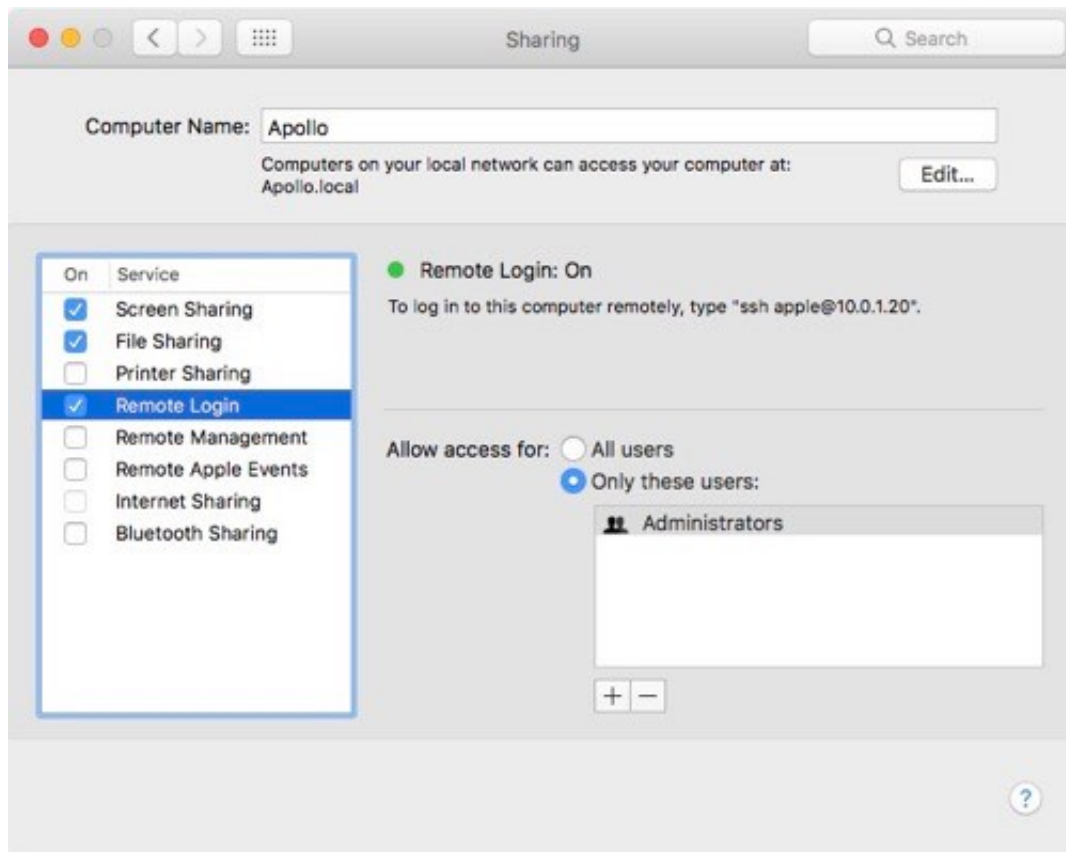 Sharing
Search
Computer Name: Apollo
Computers on your local network can access your computer at:
Apollo.local
Edit...
On Service
Screen Sharing
File Sharing
Printer Sharing
Remote Login
Remote Management
Remote Apple Events
Internet Sharing
Bluetooth Sharing
Remote Login: On
To log in to this computer remotely, type "ssh apple@10.0.1.20".
Allow access for: All users
Only these users:
Administrators
+ −
?